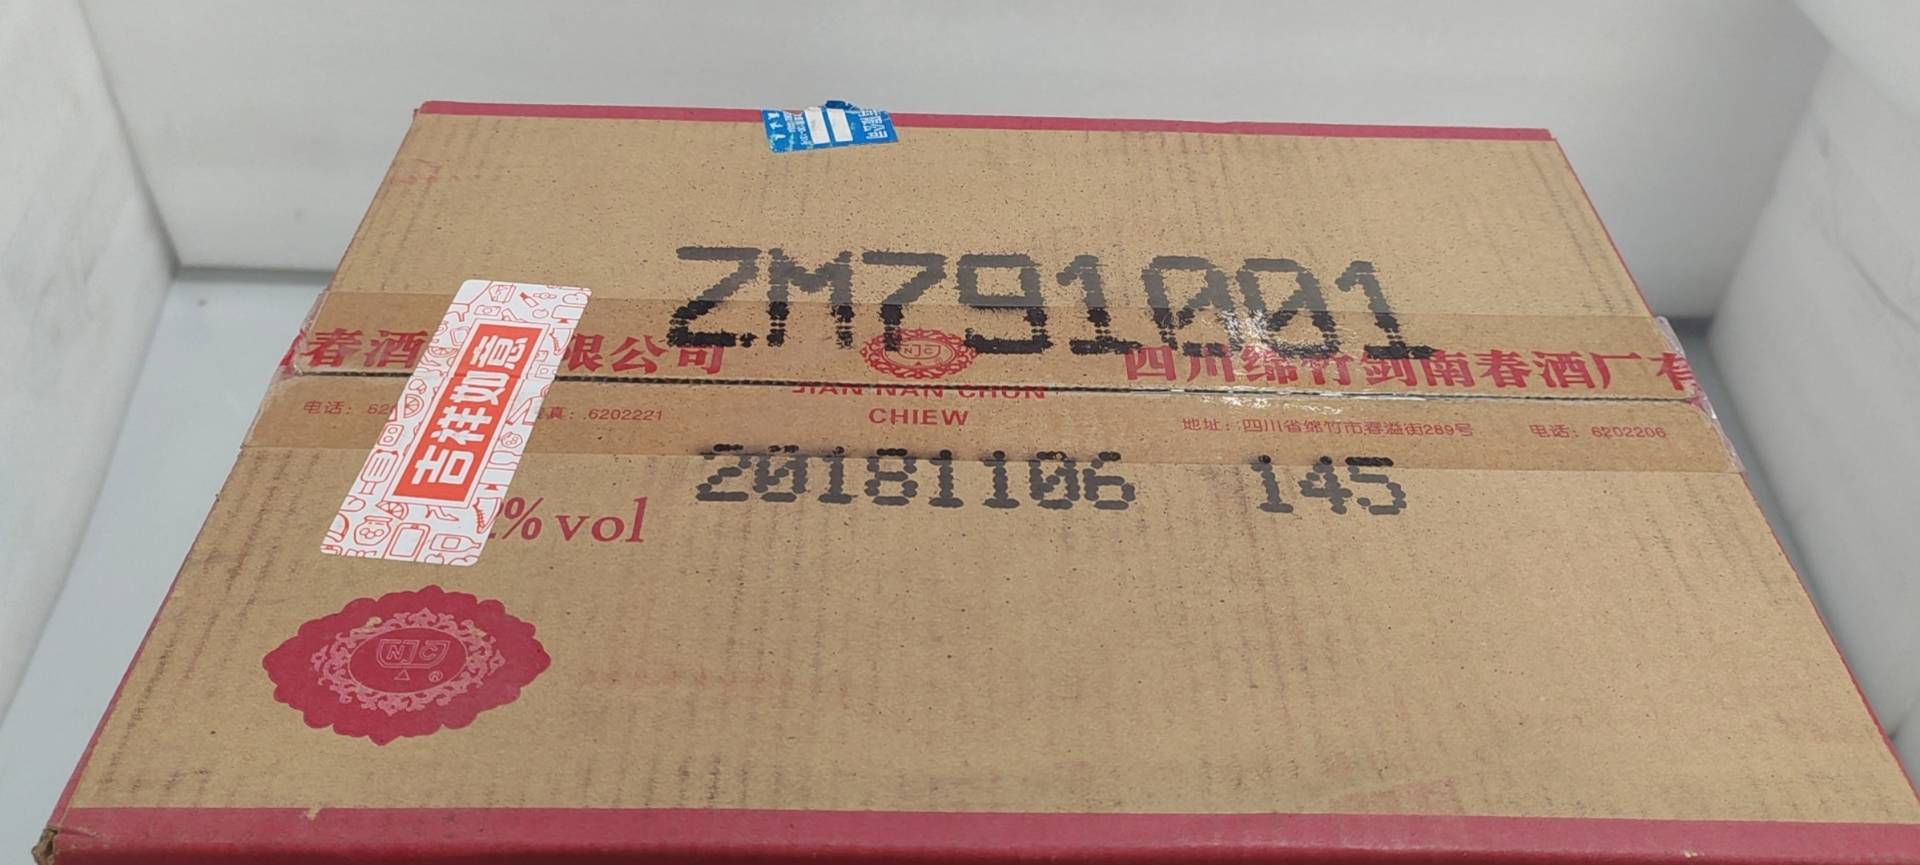 ZM791001
春酒
限公司
NJC
四川绵竹剑南春酒厂有
JIAN NAN CHUN
CHIEW
电话：62
真：6202221
地址：四川省绵竹市春溢街289号
电话：6202206
吉祥如意
20181106 145
% vol
NJC
®